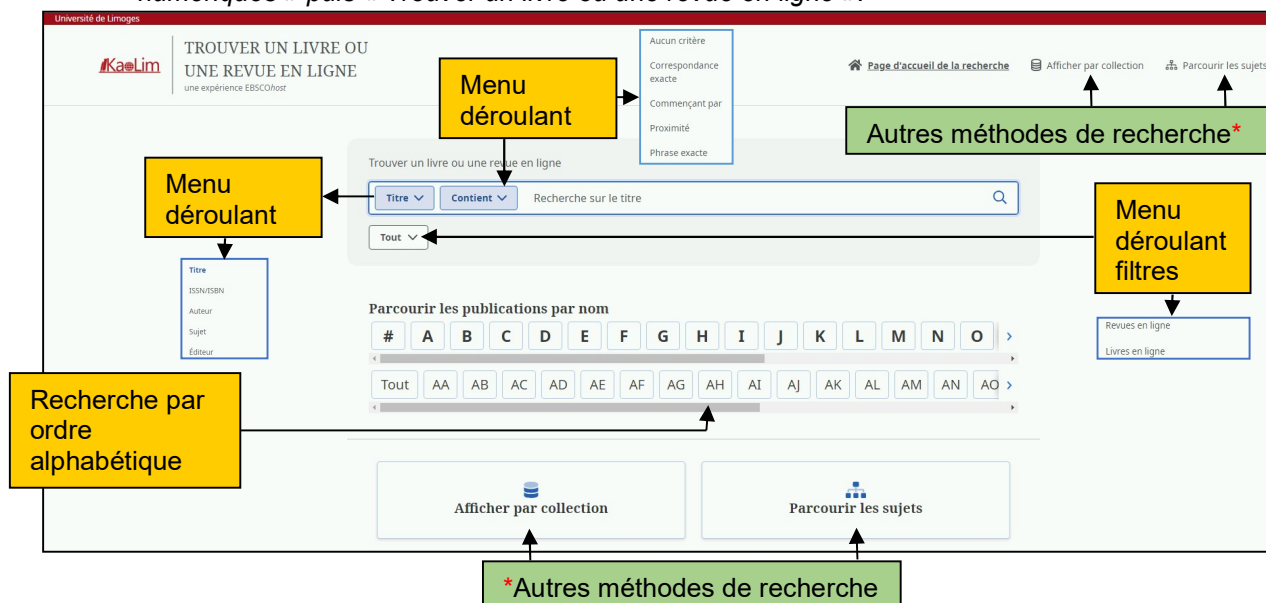 numériques » puis « Trouver un livre ou une revue en ligne ».
Université de Limoges
KaoLim
TROUVER UN LIVRE OU
UNE REVUE EN LIGNE
une expérience EBSCOhost
Menu
déroulant
Aucun critère
Correspondance
exacte
Commençant par
Proximité
Phrase exacte
Page d'accueil de la recherche
Afficher par collection
Parcourir les sujets
Autres méthodes de recherche*
Trouver un livre ou une revue en ligne
Menu
déroulant
Titre Contient Recherche sur le titre
Tout
Menu
déroulant
filtres
Titre
ISSN/ISBN
Auteur
Sujet
Éditeur
Revues en ligne
Livres en ligne
Parcourir les publications par nom
# A B C D E F G H I J K L M N O
Tout AA AB AC AD AE AF AG AH AI AJ AK AL AM AN AO
Recherche par
ordre
alphabétique
Afficher par collection
Parcourir les sujets
*Autres méthodes de recherche